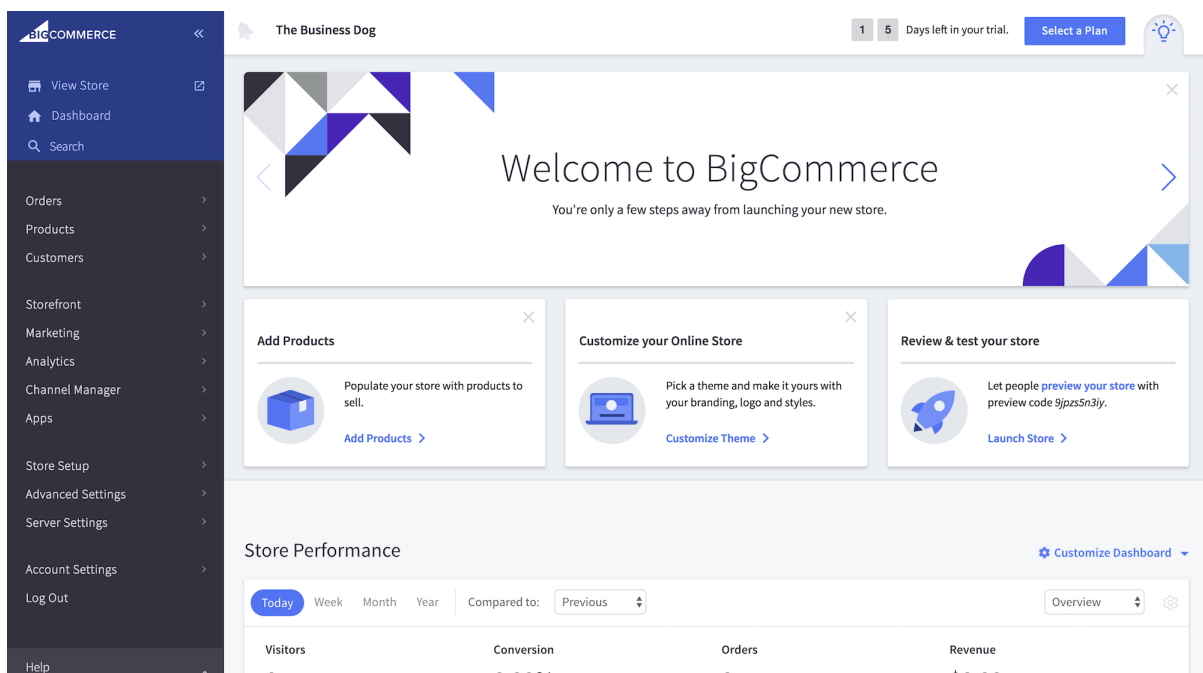 BIGCOMMERCE
View Store
Dashboard
Search
Orders
Products
Customers
Storefront
Marketing
Analytics
Channel Manager
Apps
Store Setup
Advanced Settings
Server Settings
Account Settings
Log Out
Help
The Business Dog
1 5 Days left in your trial.
Select a Plan
Welcome to BigCommerce
You're only a few steps away from launching your new store.
Add Products
Populate your store with products to
sell.
Add Products
Customize your Online Store
Pick a theme and make it yours with
your branding, logo and styles.
Customize Theme
Review & test your store
Let people preview your store with
preview code 9jpzs5n3iy.
Launch Store
Store Performance
Customize Dashboard
Today Week Month Year Compared to: Previous Overview
Visitors Conversion Orders Revenue